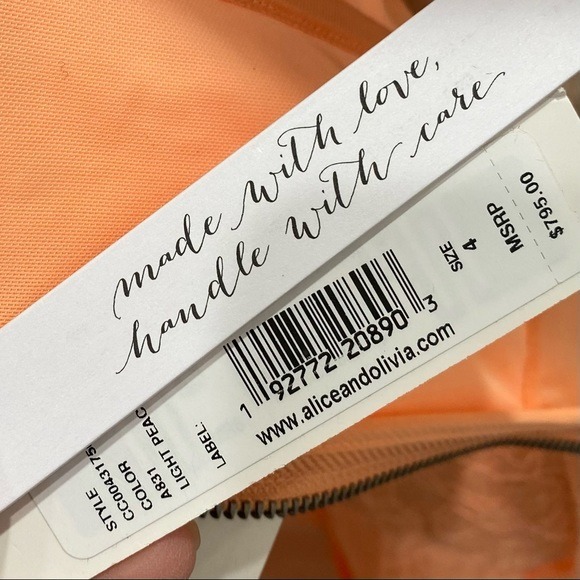 made with love,
handle with care
STYLE
CC004317S
COLOR
A831
LIGHT PEAC
LABEL:
1 92772 20890 3
www.aliceandolivia.com
SIZE
4
MSRP
$795.00